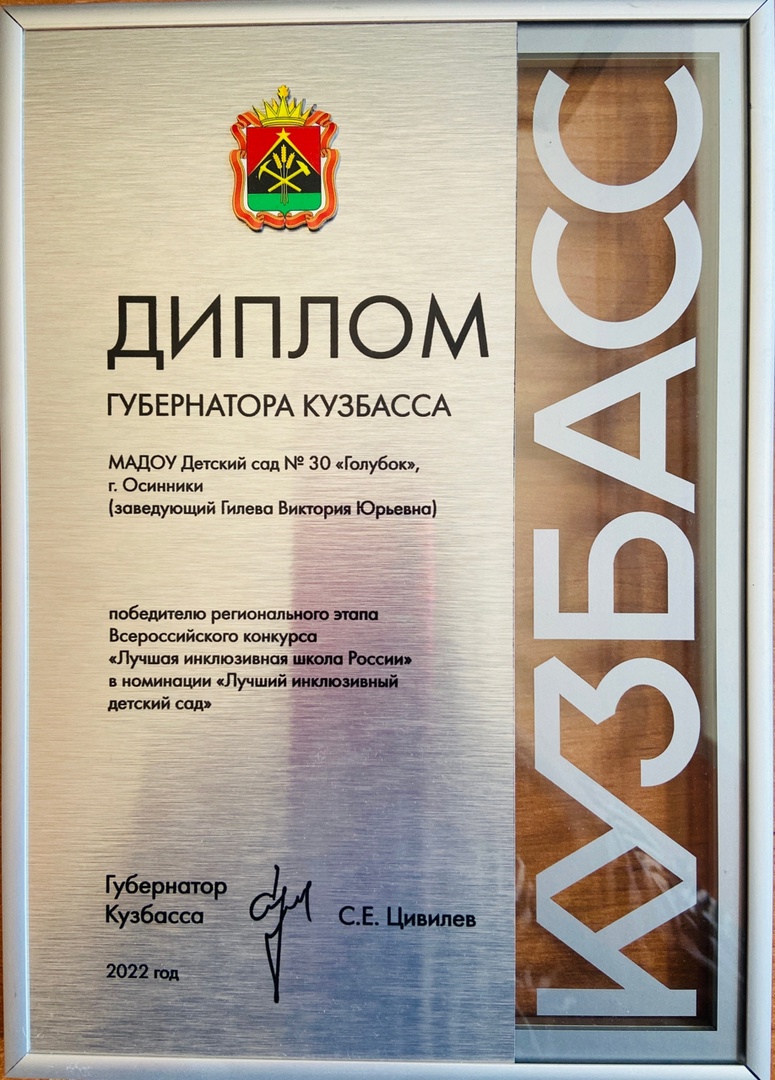 ДИПЛОМ
ГУБЕРНАТОРА КУЗБАССА
МАДОУ Детский сад № 30 «Голубок»,
г. Осинники
(заведующий Гилева Виктория Юрьевна)
победителю регионального этапа
Всероссийского конкурса
«Лучшая инклюзивная школа России»
в номинации «Лучший инклюзивный
детский сад»
Губернатор
Кузбасса
С.Е. Цивилев
2022 год
КУЗБАСС